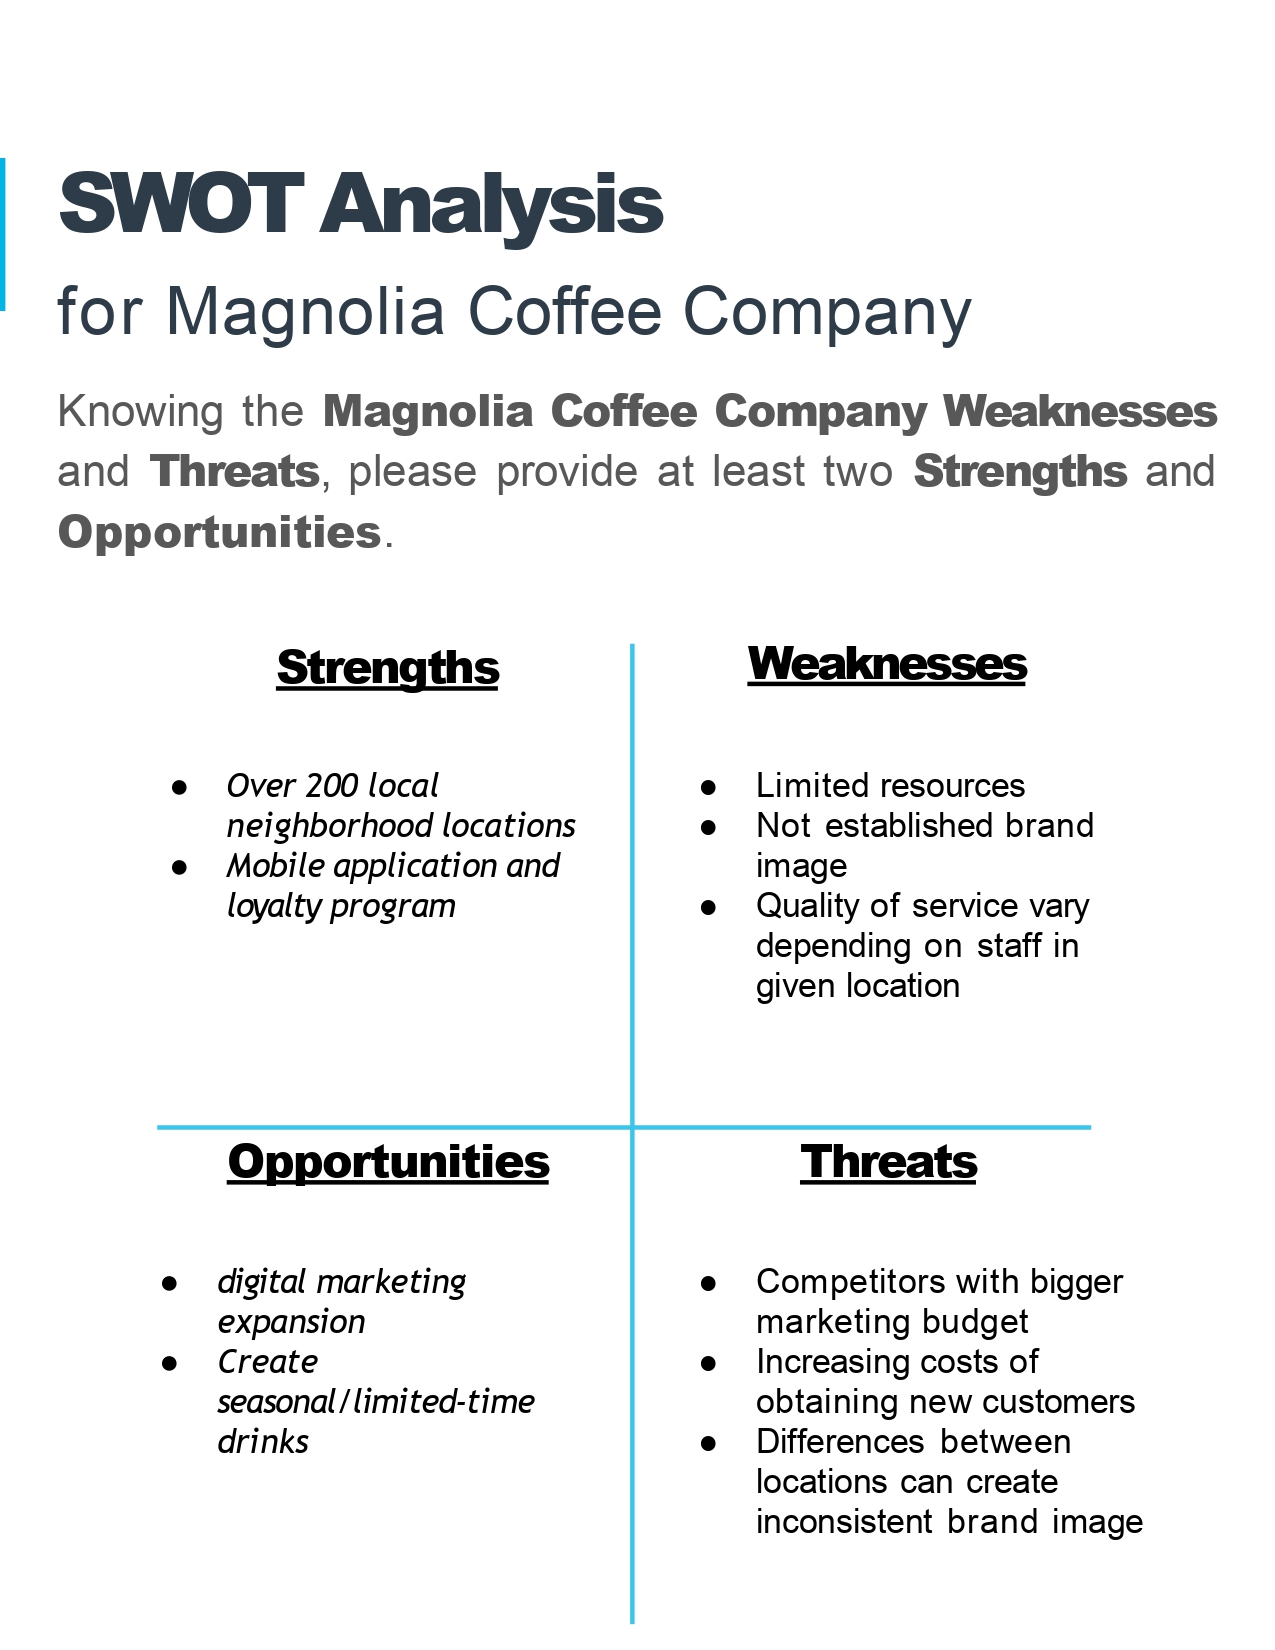 SWOT Analysis
for Magnolia Coffee Company
Knowing the Magnolia Coffee Company Weaknesses
and Threats, please provide at least two Strengths and
Opportunities.
Strengths
● Over 200 local
neighborhood locations
● Mobile application and
loyalty program
Weaknesses
● Limited resources
● Not established brand
image
● Quality of service vary
depending on staff in
given location
Opportunities
● digital marketing
expansion
● Create
seasonal/limited-time
drinks
Threats
● Competitors with bigger
marketing budget
● Increasing costs of
obtaining new customers
● Differences between
locations can create
inconsistent brand image